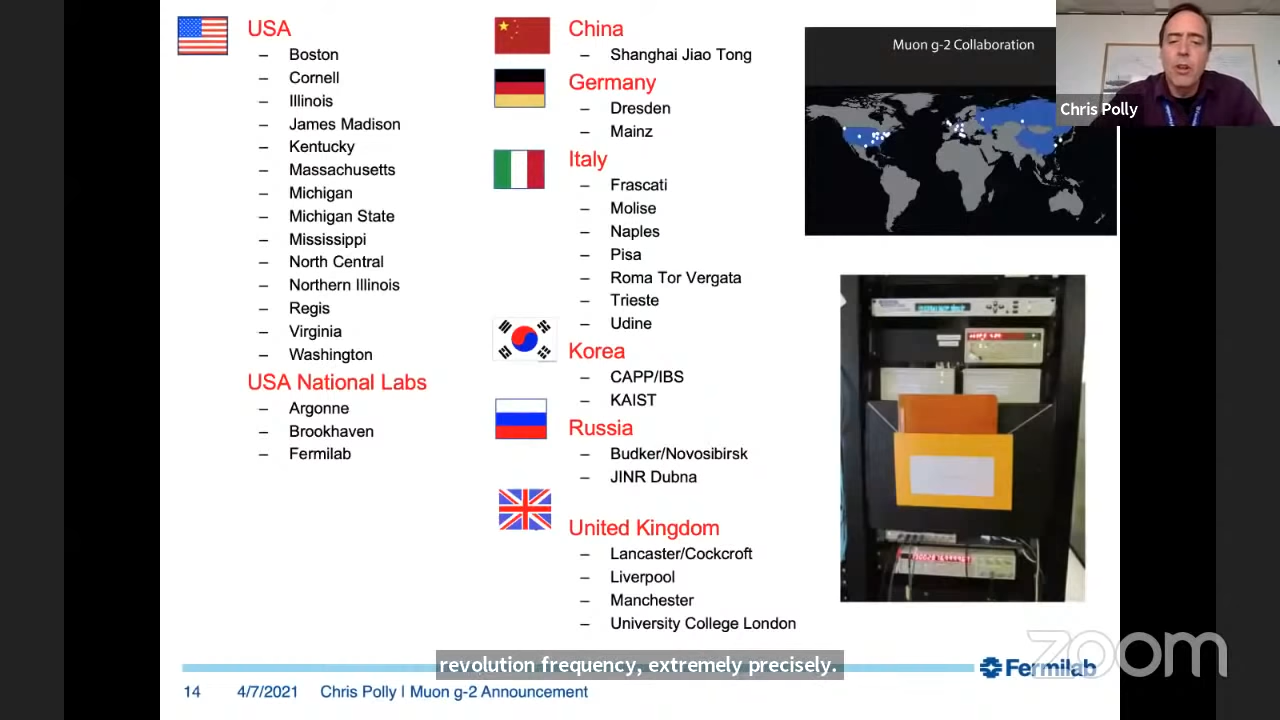 USA
– Boston
– Cornell
– Illinois
– James Madison
– Kentucky
– Massachusetts
– Michigan
– Michigan State
– Mississippi
– North Central
– Northern Illinois
– Regis
– Virginia
– Washington
USA National Labs
– Argonne
– Brookhaven
– Fermilab
China
– Shanghai Jiao Tong
Germany
– Dresden
– Mainz
Italy
– Frascati
– Molise
– Naples
– Pisa
– Roma Tor Vergata
– Trieste
– Udine
Korea
– CAPP/IBS
– KAIST
Russia
– Budker/Novosibirsk
– JINR Dubna
United Kingdom
– Lancaster/Cockcroft
– Liverpool
– Manchester
– University College London
Muon g-2 Collaboration
Chris Polly
revolution frequency, extremely precisely.
Fermilab
zoom
14 4/7/2021 Chris Polly | Muon g-2 Announcement